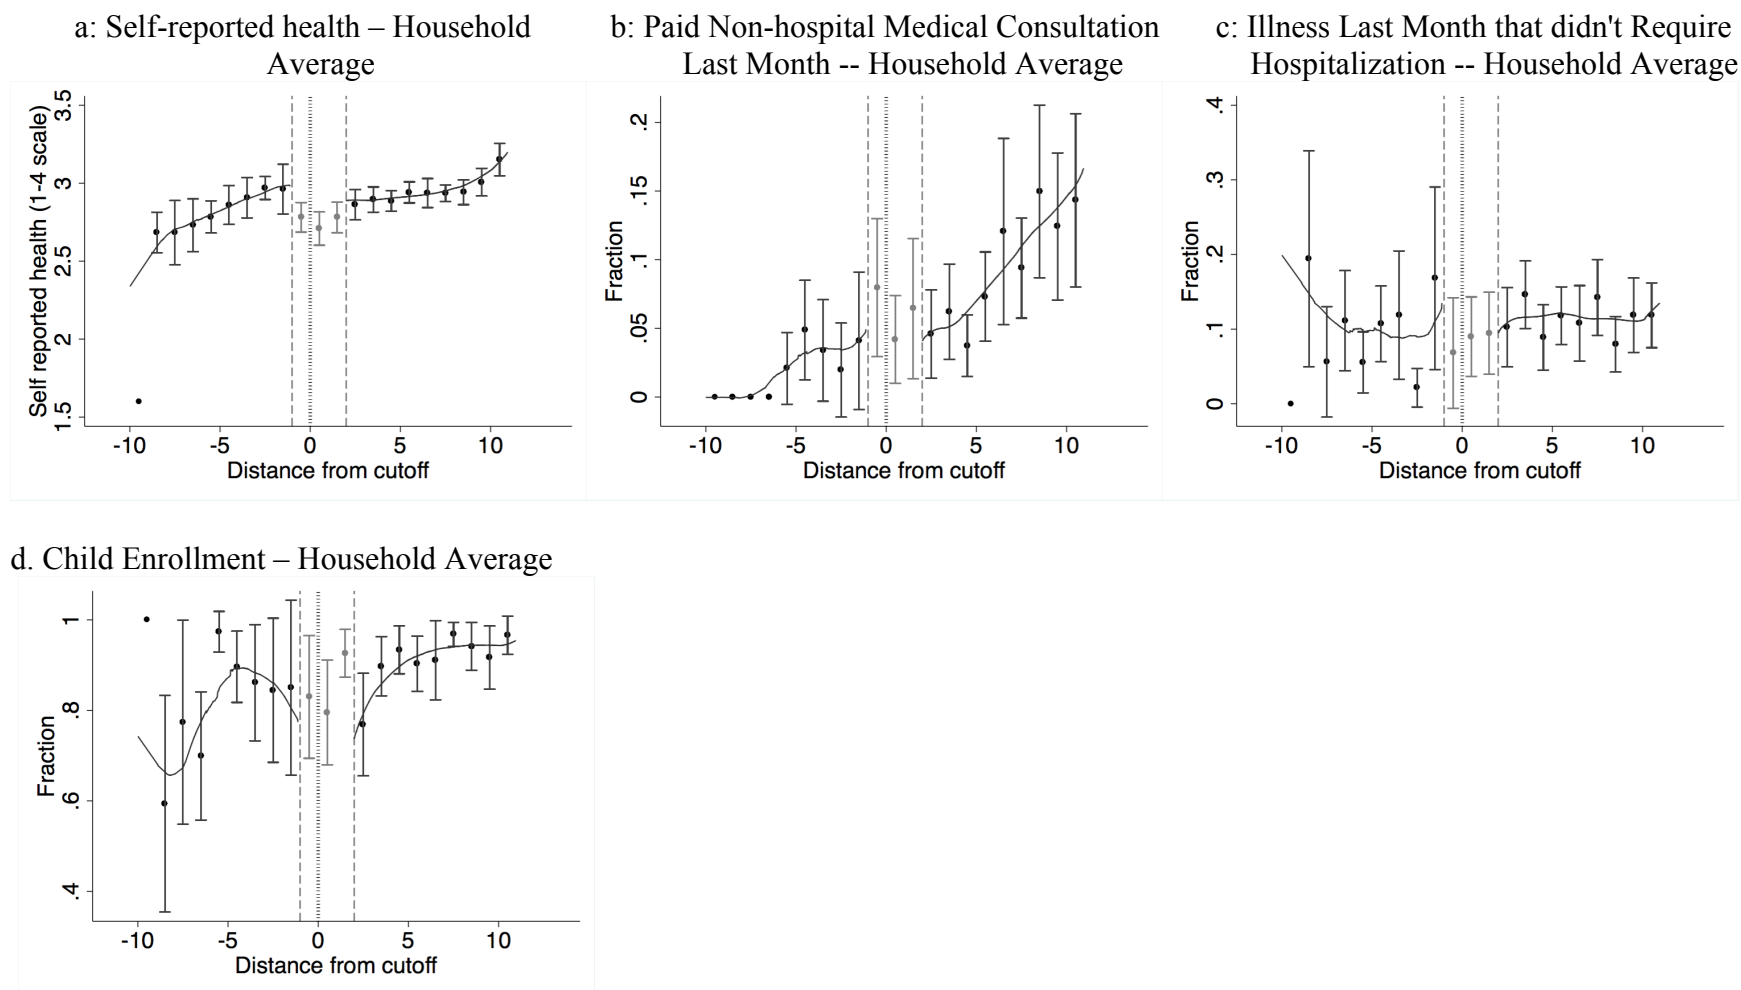 a: Self-reported health – Household
Average
b: Paid Non-hospital Medical Consultation
Last Month -- Household Average
c: Illness Last Month that didn't Require
Hospitalization -- Household Average
Self reported health (1-4 scale)
3.5
3
2.5
2
1.5
-10 -5 0 5 10
Distance from cutoff
Fraction
.2
.15
.1
.05
0
-10 -5 0 5 10
Distance from cutoff
Fraction
.4
.3
.2
.1
0
-10 -5 0 5 10
Distance from cutoff
d. Child Enrollment – Household Average
Fraction
1
.8
.6
.4
-10 -5 0 5 10
Distance from cutoff